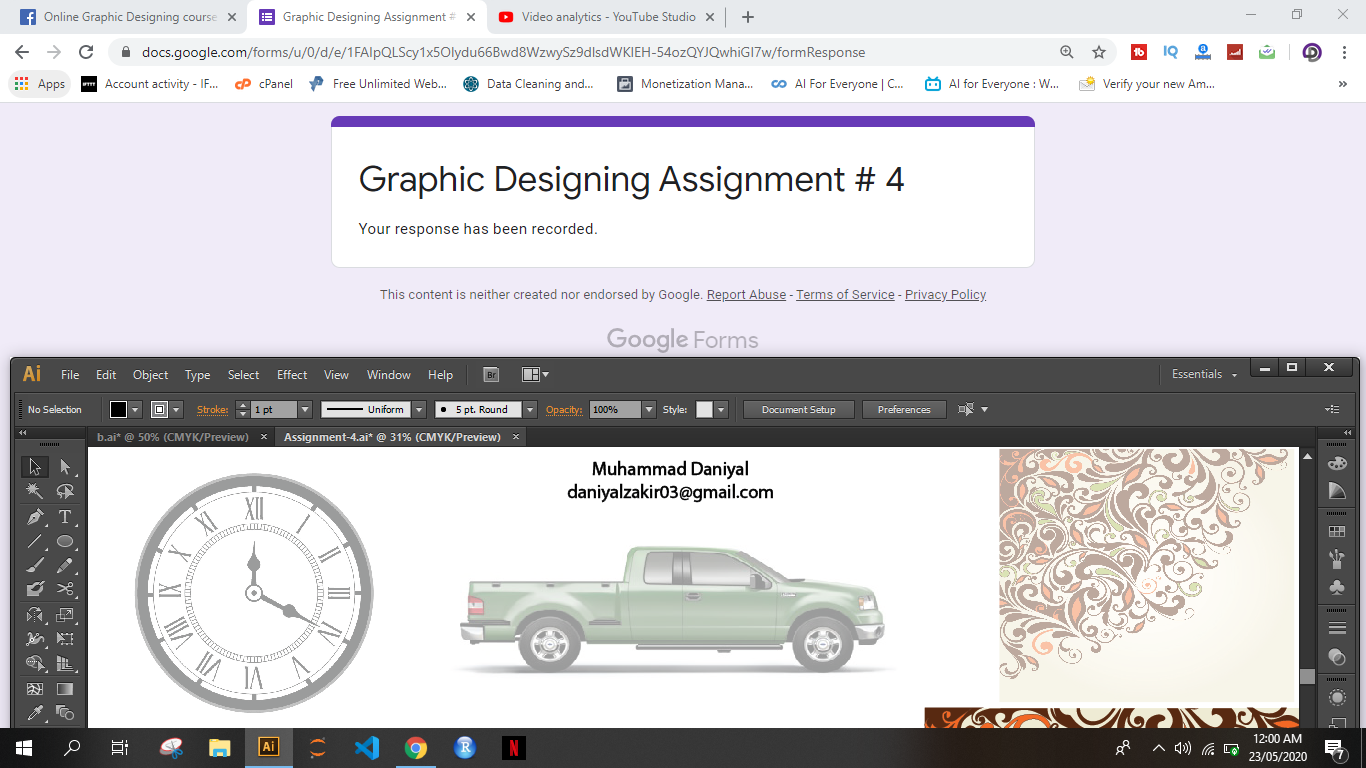 Online Graphic Designing course
Graphic Designing Assignment #
Video analytics - YouTube Studio
docs.google.com/forms/u/0/d/e/1FAIpQLScy1x5Olydu66Bwd8WzwySz9dlsdWKlEH-54ozQYJQwhiGl7w/formResponse
Apps
Account activity - IF...
cPanel
Free Unlimited Web...
Data Cleaning and...
Monetization Mana...
AI For Everyone | C...
AI for Everyone : W...
Verify your new Am...
Graphic Designing Assignment # 4
Your response has been recorded.
This content is neither created nor endorsed by Google. Report Abuse - Terms of Service - Privacy Policy
Google Forms
Ai File Edit Object Type Select Effect View Window Help Br Essentials
No Selection Stroke: 1 pt Uniform 5 pt. Round Opacity: 100% Style: Document Setup Preferences
b.ai* @ 50% (CMYK/Preview) Assignment-4.ai* @ 31% (CMYK/Preview)
Muhammad Daniyal
daniyalzakir03@gmail.com
XII I II III IIII V VI VII VIII IX X XI
12:00 AM
23/05/2020
7